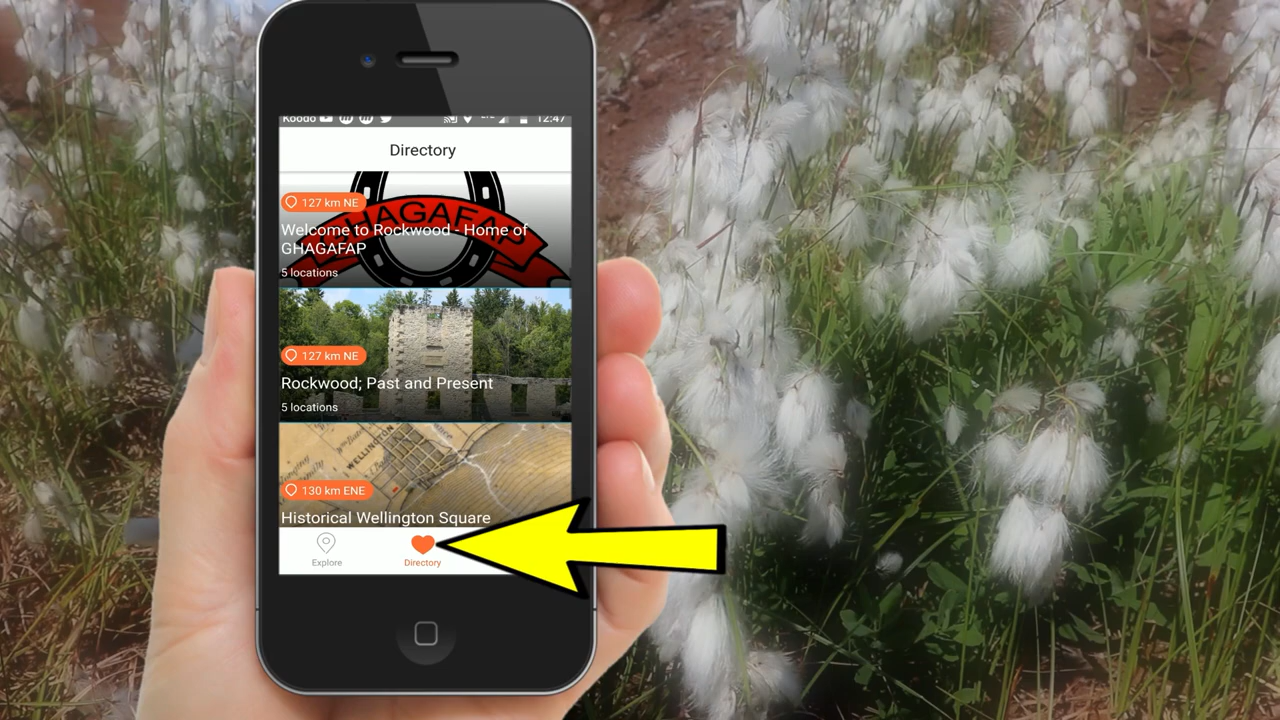 Koodo 12:47
Directory
GHAGAFAP
127 km NE
Welcome to Rockwood - Home of
GHAGAFAP
5 locations
127 km NE
Rockwood; Past and Present
5 locations
WELLINGTON
130 km ENE
Historical Wellington Square
Explore
Directory